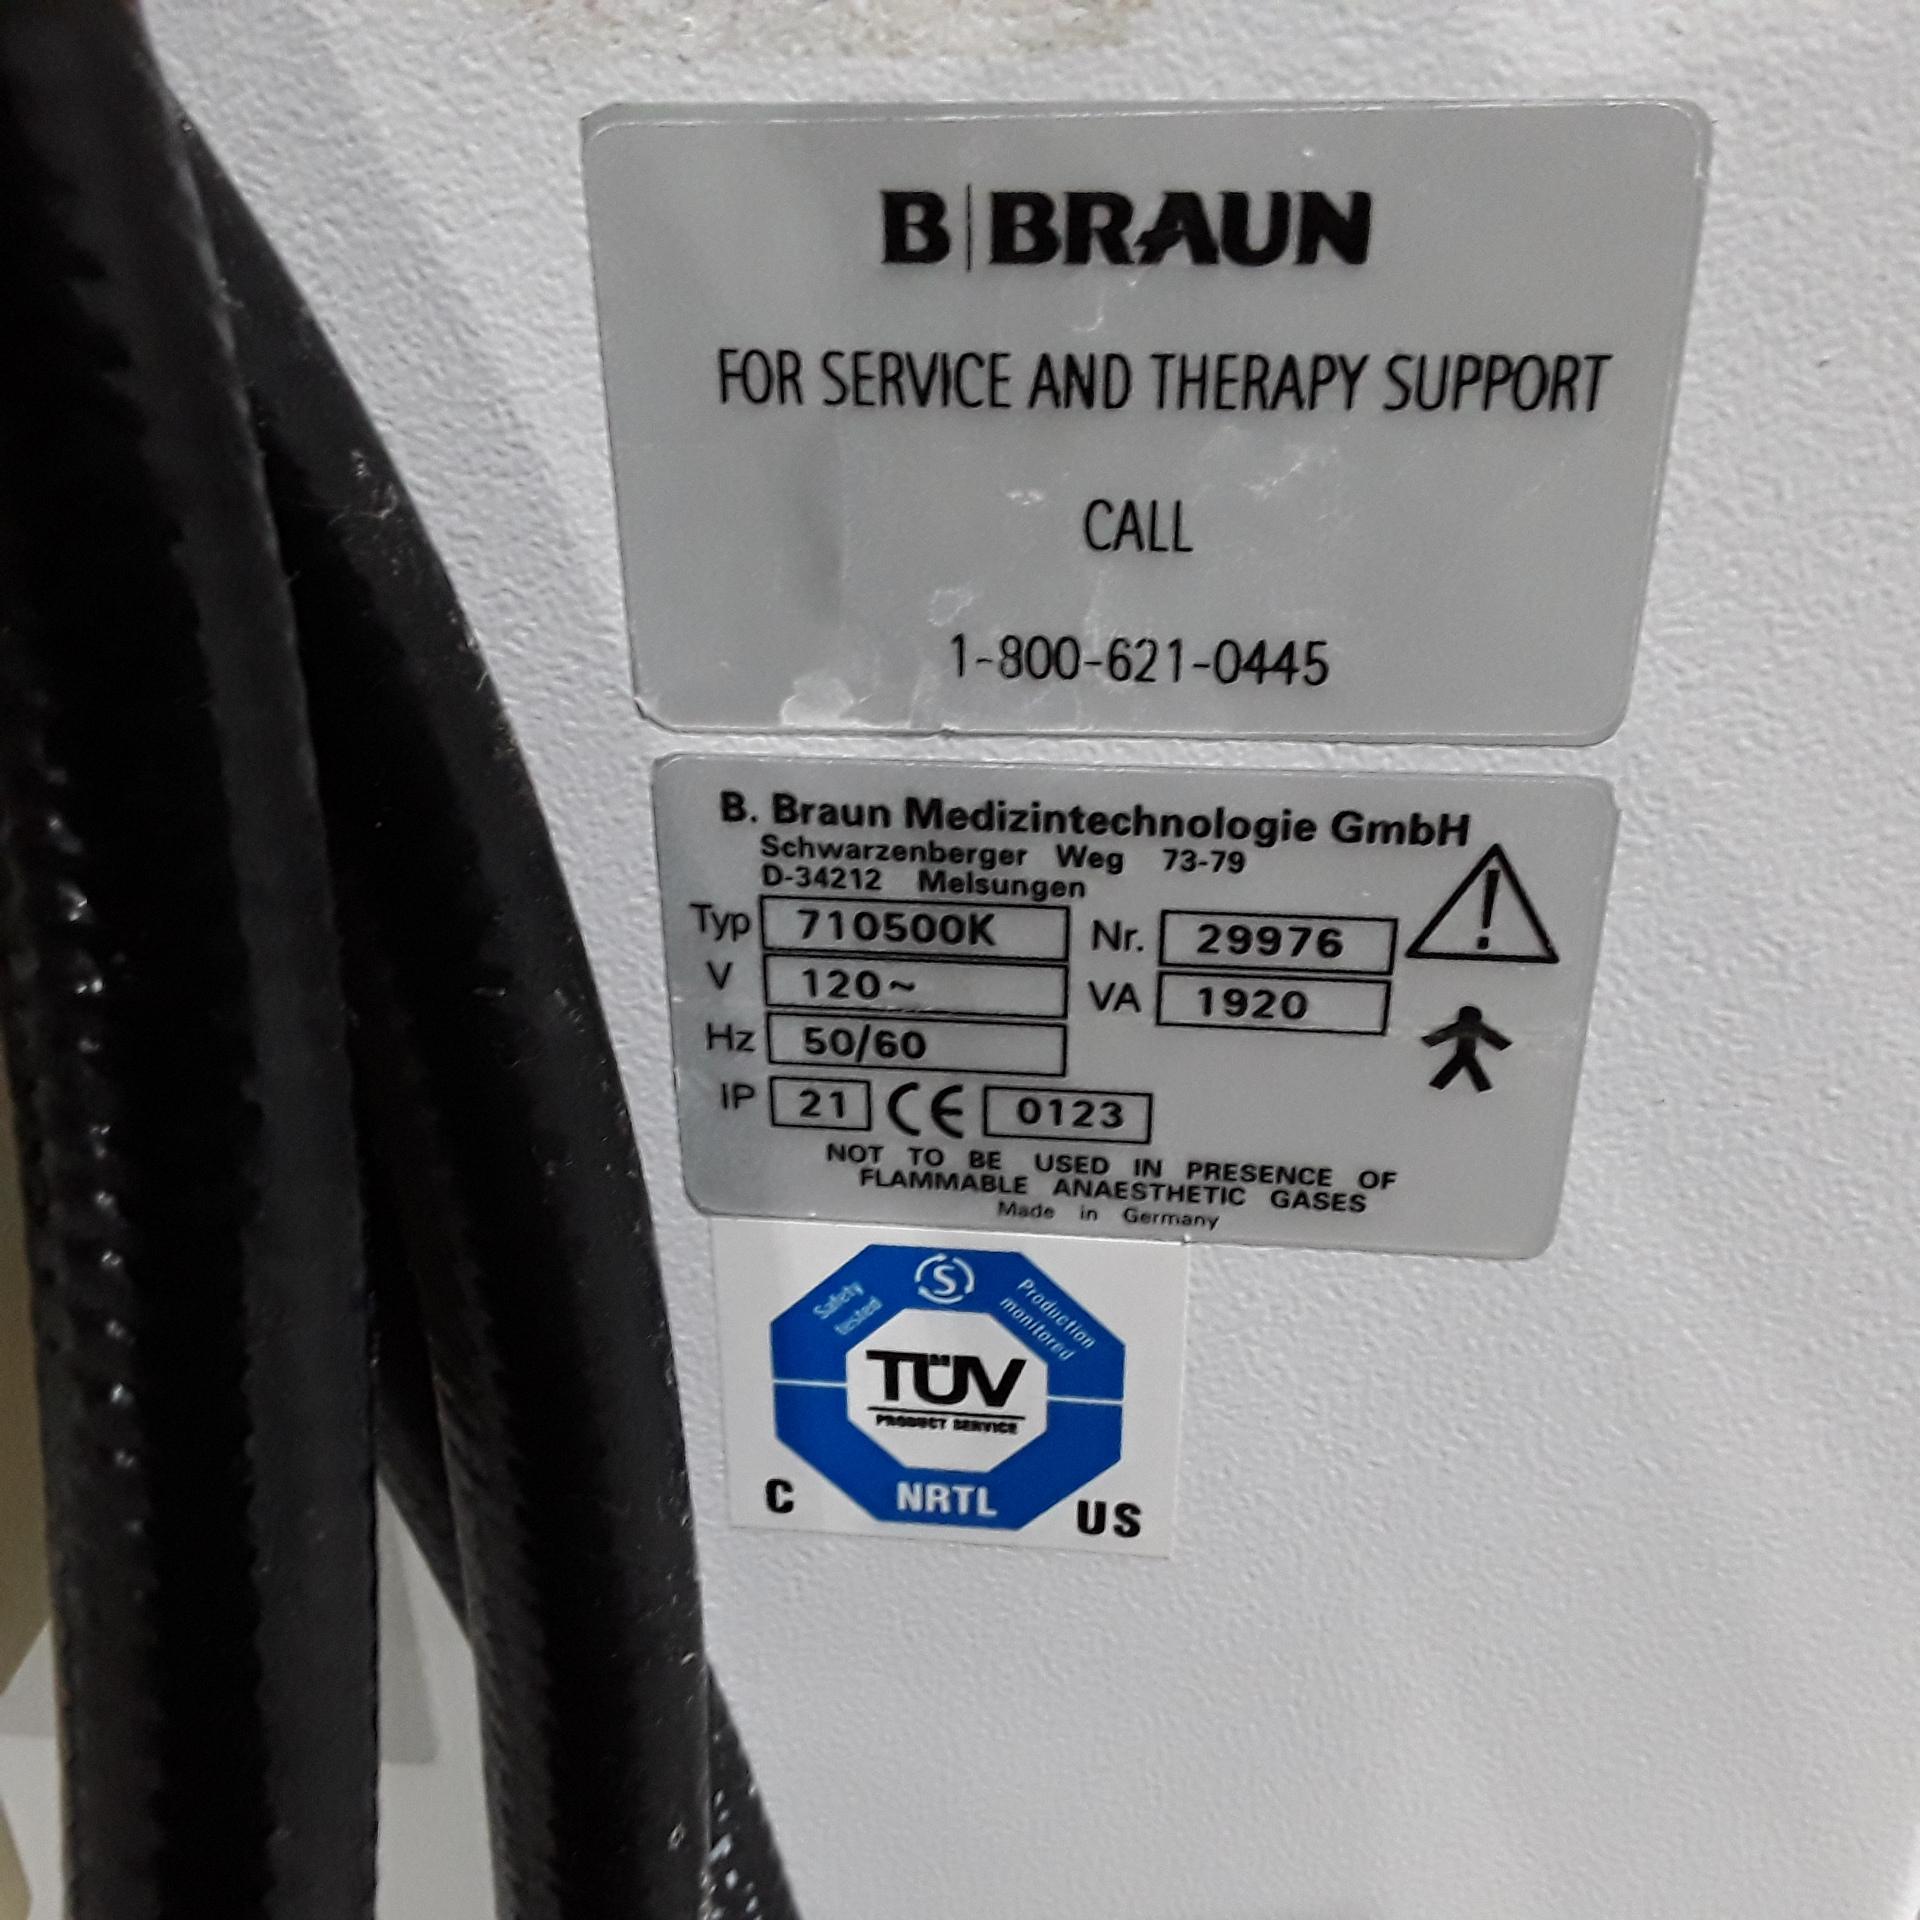 B|BRAUN
FOR SERVICE AND THERAPY SUPPORT
CALL
1-800-621-0445
B. Braun Medizintechnologie GmbH
Schwarzenberger Weg 73-79
D-34212 Melsungen
Typ 710500K Nr. 29976
V 120~ VA 1920
Hz 50/60
IP 21 CE 0123
NOT TO BE USED IN PRESENCE OF
FLAMMABLE ANAESTHETIC GASES
Made in Germany
Safety
tested
S
Production
monitored
TÜV
PRODUCT SERVICE
NRTL
C US